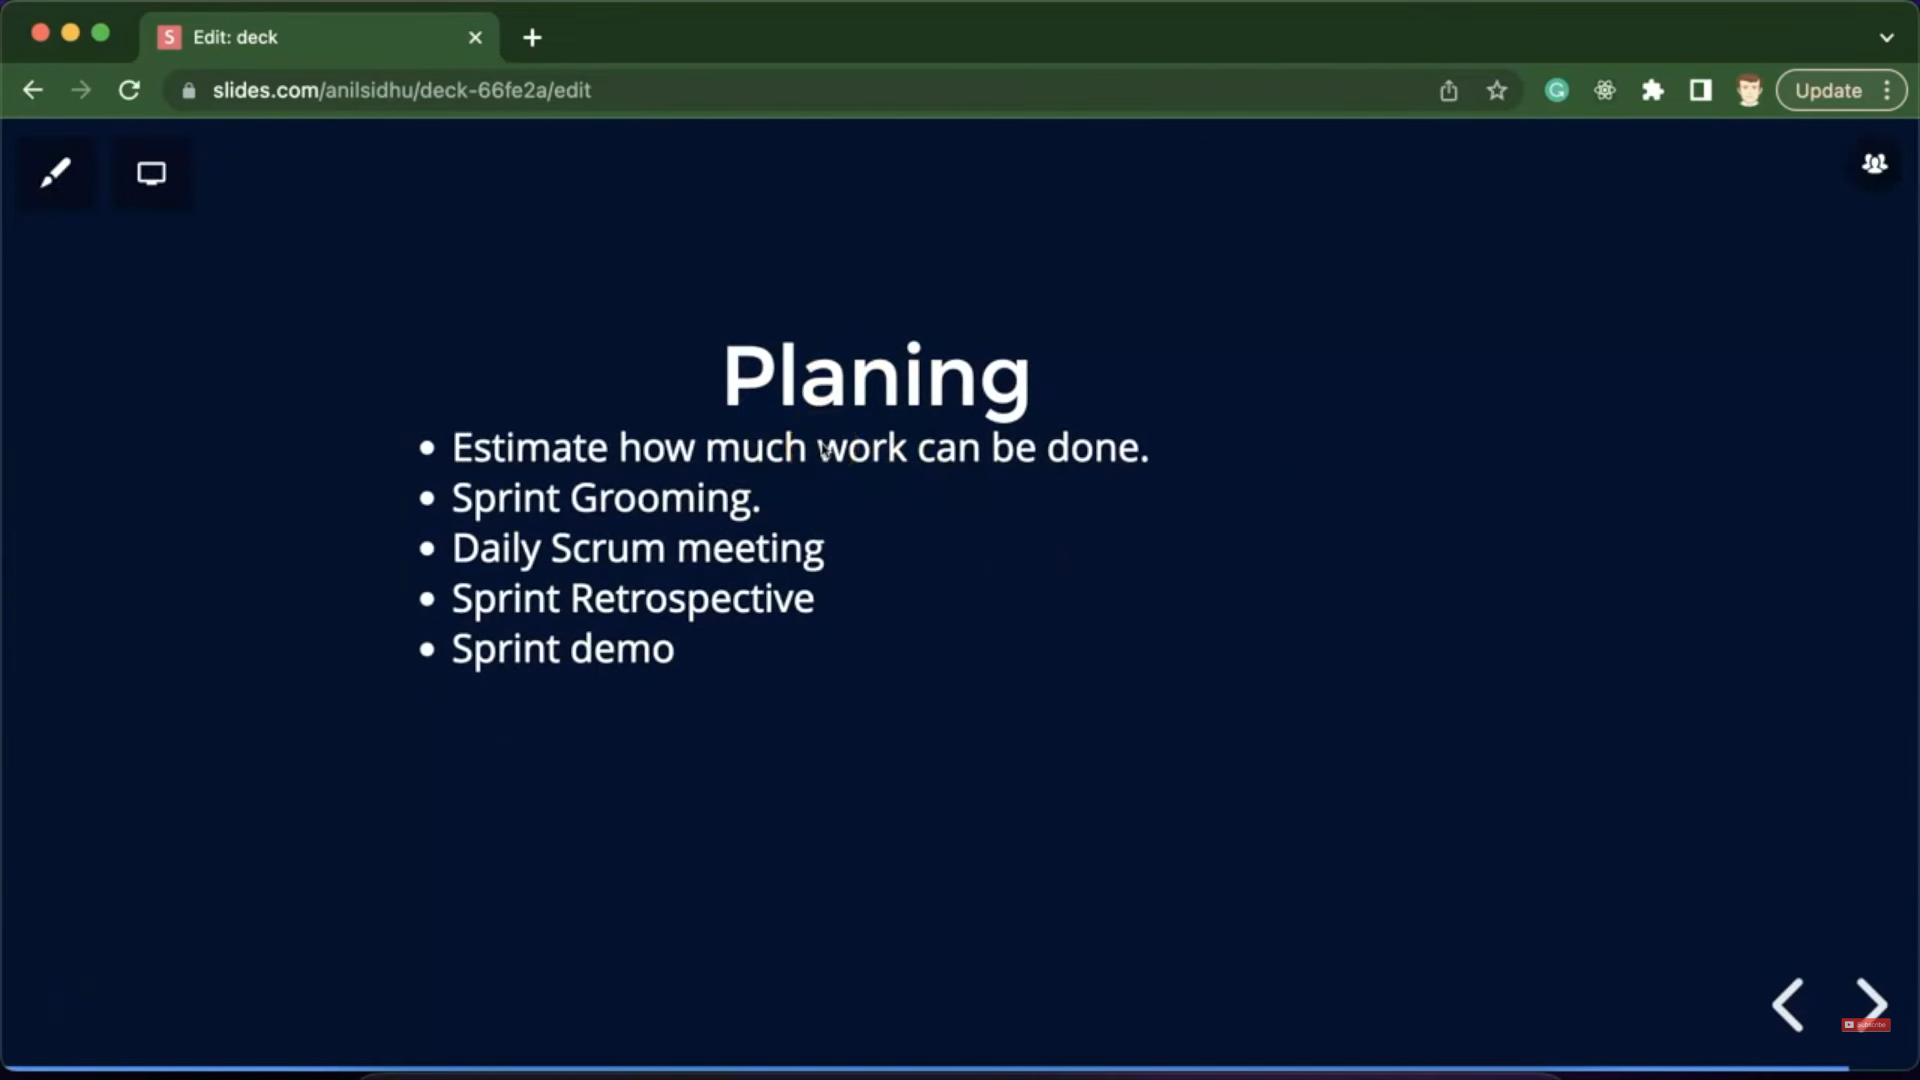 S Edit: deck
slides.com/anilsidhu/deck-66fe2a/edit
Update
Planing
• Estimate how much work can be done.
• Sprint Grooming.
• Daily Scrum meeting
• Sprint Retrospective
• Sprint demo
Subscribe